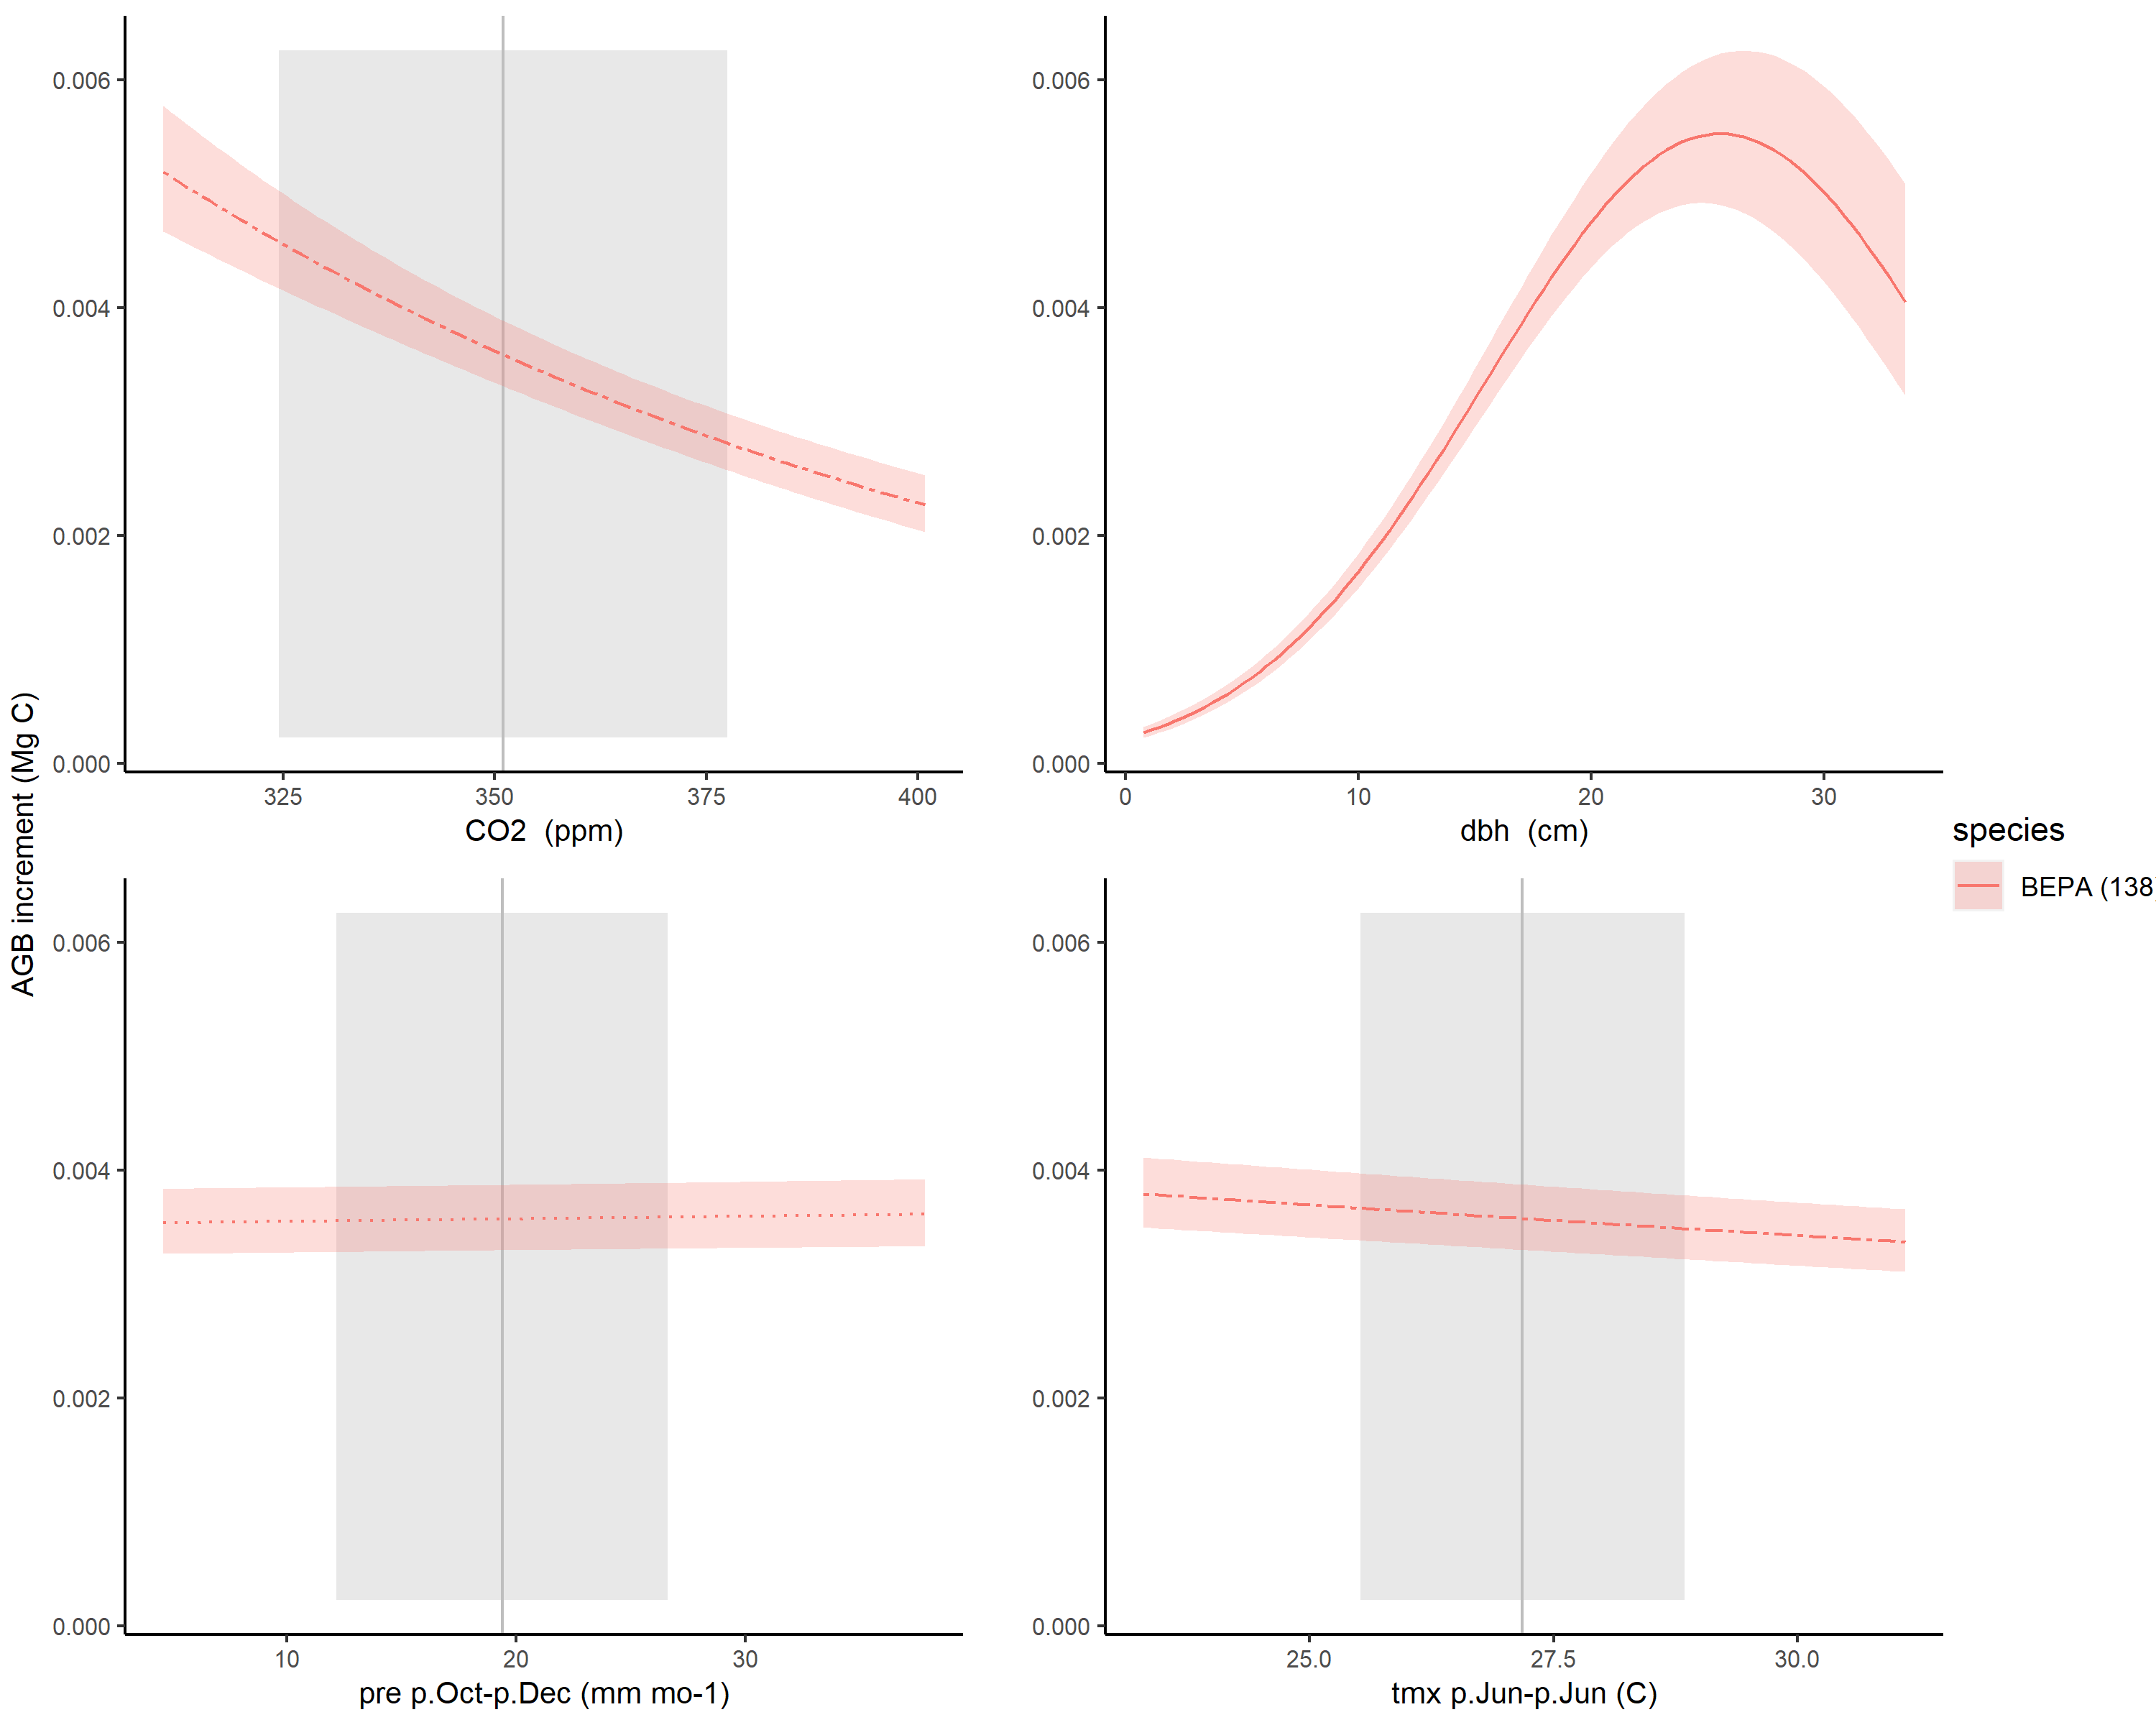 AGB increment (Mg C)
0.006
0.004
0.002
0.000
325 350 375 400
CO2 (ppm)
0.006
0.004
0.002
0.000
0 10 20 30
dbh (cm)
0.006
0.004
0.002
0.000
10 20 30
pre p.Oct-p.Dec (mm mo-1)
0.006
0.004
0.002
0.000
25.0 27.5 30.0
tmx p.Jun-p.Jun (C)
species
BEPA (138)